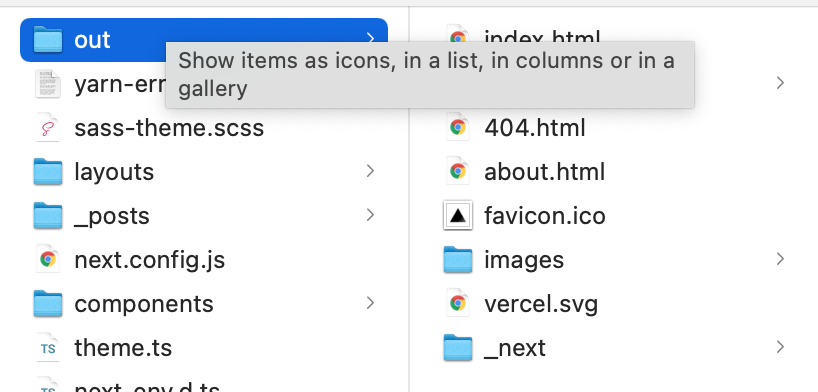 out
Show items as icons, in a list, in columns or in a
gallery
yarn-err
sass-theme.scss
layouts
_posts
next.config.js
components
theme.ts
TS
next-env.d.ts
TS
index.html
404.html
about.html
favicon.ico
images
vercel.svg
_next